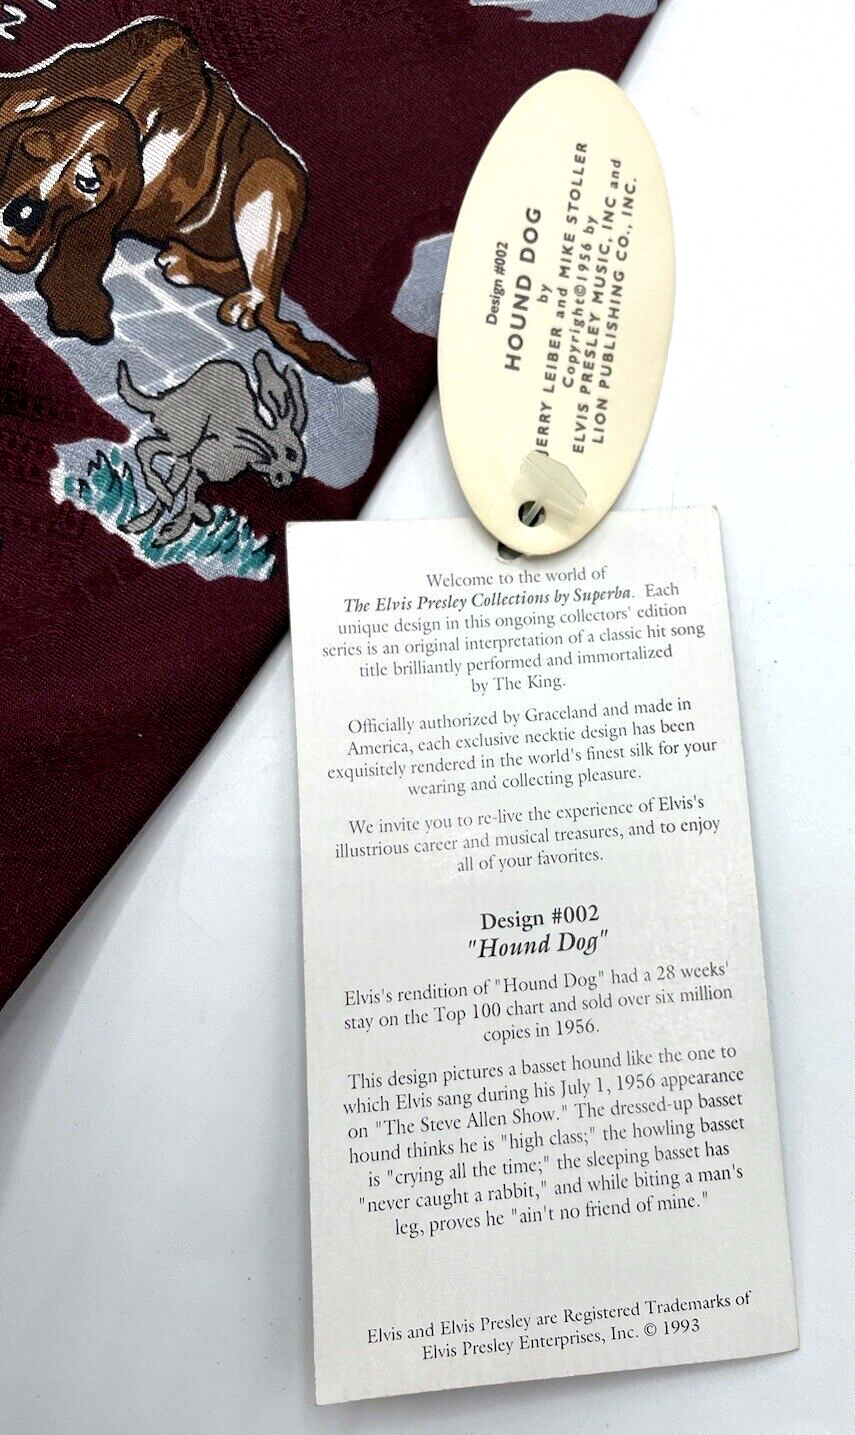 Design #002
HOUND DOG
by
JERRY LEIBER and MIKE STOLLER
Copyright©1956 by
ELVIS PRESLEY MUSIC, INC and
LION PUBLISHING CO., INC.
Welcome to the world of
The Elvis Presley Collections by Superba. Each
unique design in this ongoing collectors' edition
series is an original interpretation of a classic hit song
title brilliantly performed and immortalized
by The King.
Officially authorized by Graceland and made in
America, each exclusive necktie design has been
exquisitely rendered in the world's finest silk for your
wearing and collecting pleasure.
We invite you to re-live the experience of Elvis's
illustrious career and musical treasures, and to enjoy
all of your favorites.
Design #002
"Hound Dog"
Elvis's rendition of "Hound Dog" had a 28 weeks'
stay on the Top 100 chart and sold over six million
copies in 1956.
This design pictures a basset hound like the one to
which Elvis sang during his July 1, 1956 appearance
on "The Steve Allen Show." The dressed-up basset
hound thinks he is "high class;" the howling basset
is "crying all the time;" the sleeping basset has
"never caught a rabbit," and while biting a man's
leg, proves he "ain't no friend of mine."
Elvis and Elvis Presley are Registered Trademarks of
Elvis Presley Enterprises, Inc. © 1993